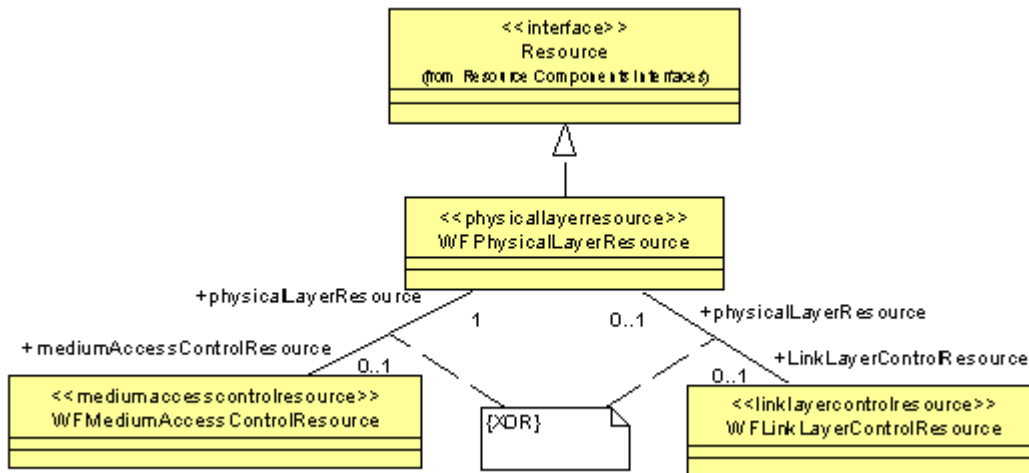 <<interface>>
Resource
(from Resource Components Interfaces)
<<physicallayerresource>>
WFPhysicalLayerResource
+physicalLayerResource
1
0..1
+physicalLayerResource
+mediumAccessControlResource
0..1
+LinkLayerControlResource
0..1
<<mediumaccesscontrolresource>>
WFMediumAccessControlResource
{XOR}
<<linklayercontrolresource>>
WFLinkLayerControlResource